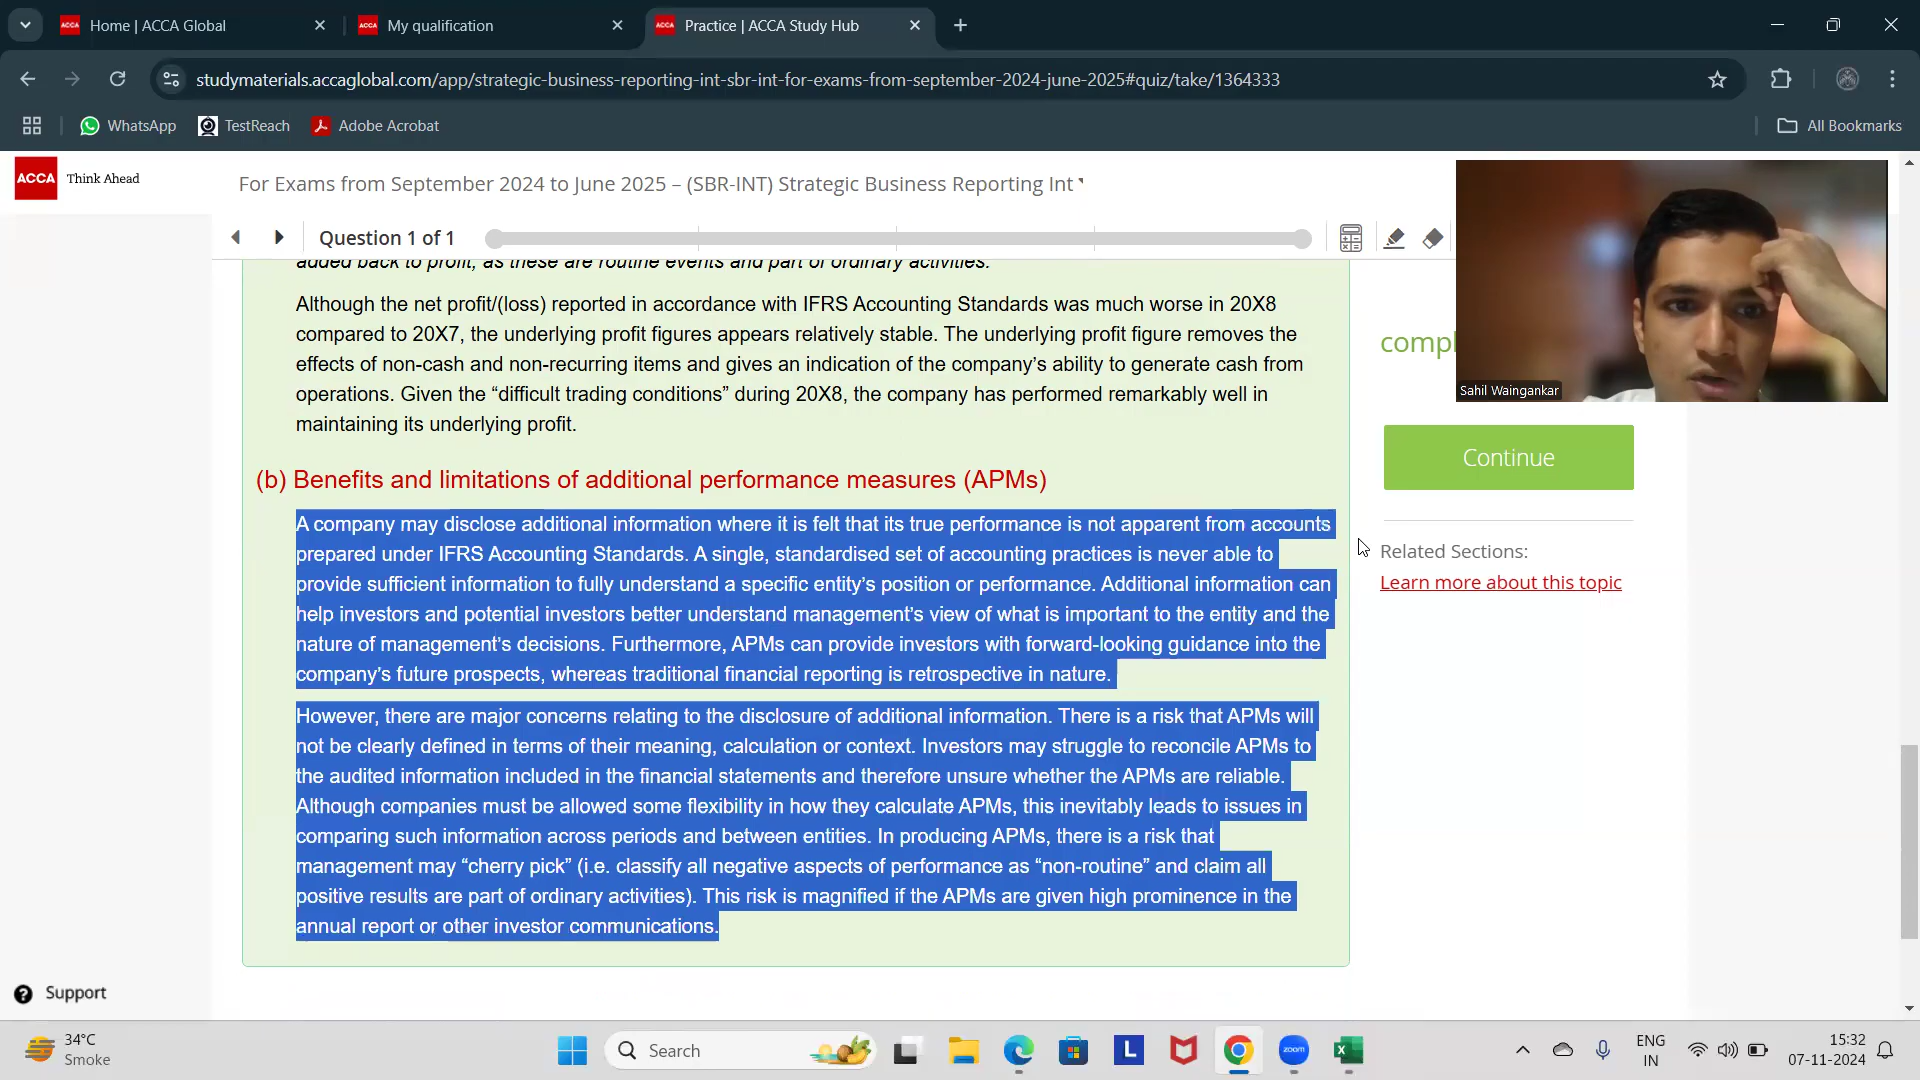 Home | ACCA Global
My qualification
Practice | ACCA Study Hub
studymaterials.accaglobal.com/app/strategic-business-reporting-int-sbr-int-for-exams-from-september-2024-june-2025#quiz/take/1364333
WhatsApp
TestReach
Adobe Acrobat
All Bookmarks
ACCA
Think Ahead
For Exams from September 2024 to June 2025 – (SBR-INT) Strategic Business Reporting Int
Question 1 of 1
added back to profit, as these are routine events and part of ordinary activities.
Although the net profit/(loss) reported in accordance with IFRS Accounting Standards was much worse in 20X8
compared to 20X7, the underlying profit figures appears relatively stable. The underlying profit figure removes the
effects of non-cash and non-recurring items and gives an indication of the company's ability to generate cash from
operations. Given the “difficult trading conditions” during 20X8, the company has performed remarkably well in
maintaining its underlying profit.
(b) Benefits and limitations of additional performance measures (APMs)
A company may disclose additional information where it is felt that its true performance is not apparent from accounts
prepared under IFRS Accounting Standards. A single, standardised set of accounting practices is never able to
provide sufficient information to fully understand a specific entity's position or performance. Additional information can
help investors and potential investors better understand management's view of what is important to the entity and the
nature of management's decisions. Furthermore, APMs can provide investors with forward-looking guidance into the
company's future prospects, whereas traditional financial reporting is retrospective in nature.
However, there are major concerns relating to the disclosure of additional information. There is a risk that APMs will
not be clearly defined in terms of their meaning, calculation or context. Investors may struggle to reconcile APMs to
the audited information included in the financial statements and therefore unsure whether the APMs are reliable.
Although companies must be allowed some flexibility in how they calculate APMs, this inevitably leads to issues in
comparing such information across periods and between entities. In producing APMs, there is a risk that
management may “cherry pick” (i.e. classify all negative aspects of performance as “non-routine” and claim all
positive results are part of ordinary activities). This risk is magnified if the APMs are given high prominence in the
annual report or other investor communications.
Sahil Waingankar
Continue
Related Sections:
Learn more about this topic
Support
34°C
Smoke
Search
L
zoom
ENG
IN
15:32
07-11-2024